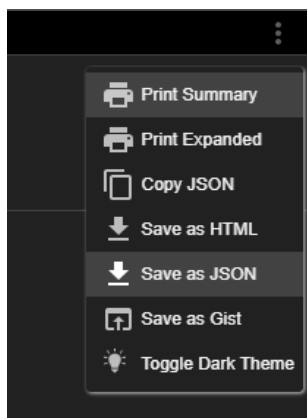 Print Summary
Print Expanded
Copy JSON
Save as HTML
Save as JSON
Save as Gist
Toggle Dark Theme